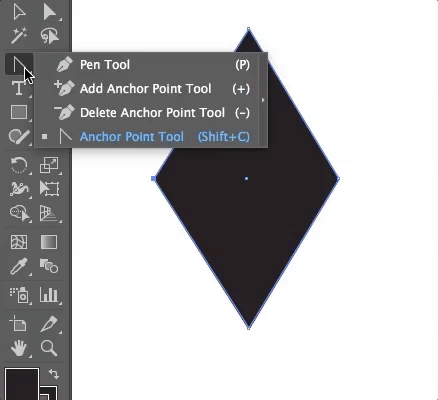 Pen Tool (P)
Add Anchor Point Tool (+)
Delete Anchor Point Tool (-)
Anchor Point Tool (Shift+C)
T